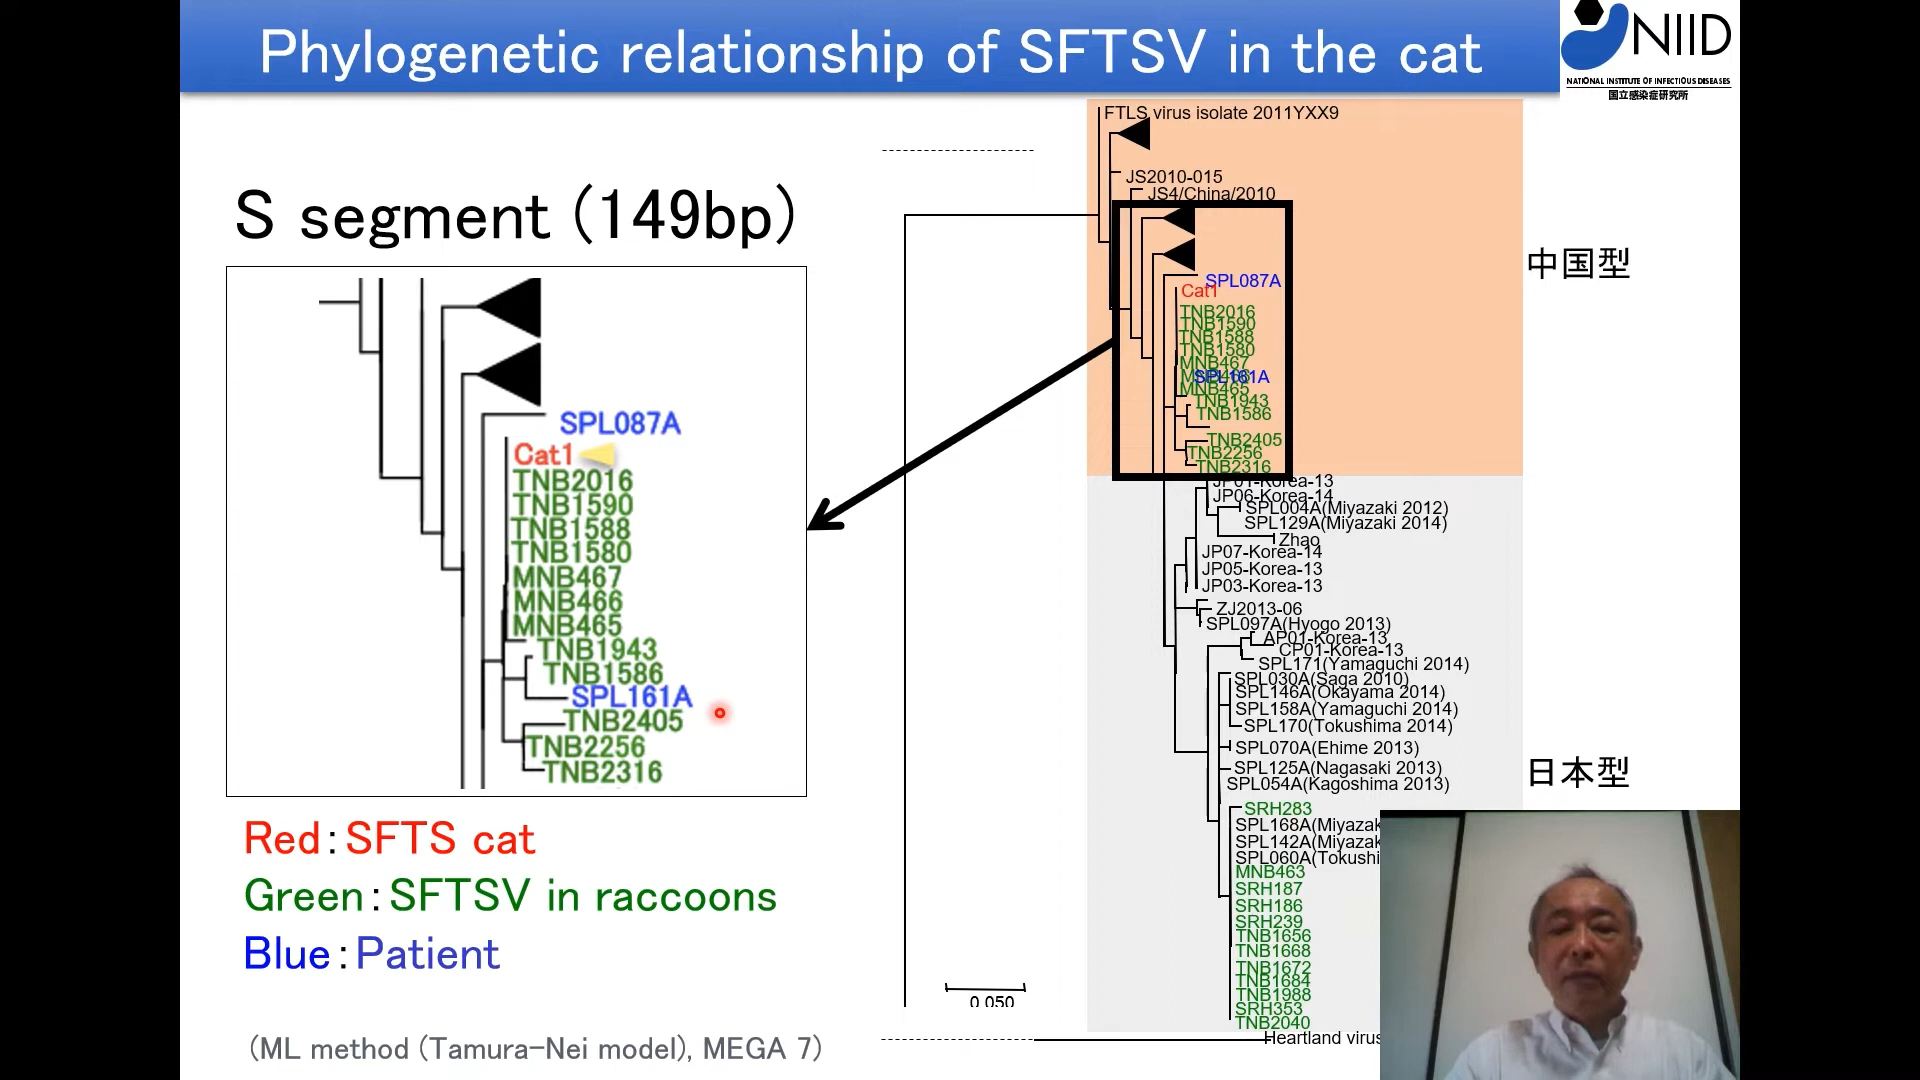 Phylogenetic relationship of SFTSV in the cat
NIID
NATIONAL INSTITUTE OF INFECTIOUS DISEASES
国立感染症研究所
S segment (149bp)
SPL087A
Cat1
TNB2016
TNB1590
TNB1588
TNB1580
MNB467
MNB466
MNB465
TNB1943
TNB1586
SPL161A
TNB2405
TNB2256
TNB2316
Red:SFTS cat
Green:SFTSV in raccoons
Blue:Patient
(ML method (Tamura-Nei model), MEGA 7)
FTLS virus isolate 2011YXX9
JS2010-015
JS4/China/2010
SPL087A
Cat1
TNB2016
TNB1590
TNB1588
TNB1580
MNB467
MNB466
SPL161A
MNB465
TNB1943
TNB1586
TNB2405
TNB2256
TNB2316
中国型
JP01-Korea-13
JP06-Korea-14
SPL004A(Miyazaki 2012)
SPL129A(Miyazaki 2014)
Zhao
JP07-Korea-14
JP05-Korea-13
JP03-Korea-13
ZJ2013-06
SPL097A(Hyogo 2013)
AP01-Korea-13
CP01-Korea-13
SPL171(Yamaguchi 2014)
SPL030A(Saga 2010)
SPL146A(Okayama 2014)
SPL158A(Yamaguchi 2014)
SPL170(Tokushima 2014)
SPL070A(Ehime 2013)
SPL125A(Nagasaki 2013)
SPL054A(Kagoshima 2013)
日本型
SRH283
SPL168A(Miyazak
SPL142A(Miyazak
SPL060A(Tokushi
MNB463
SRH187
SRH186
SRH239
TNB1656
TNB1668
TNB1672
TNB1684
TNB1988
SRH353
TNB2040
Heartland virus
0.050